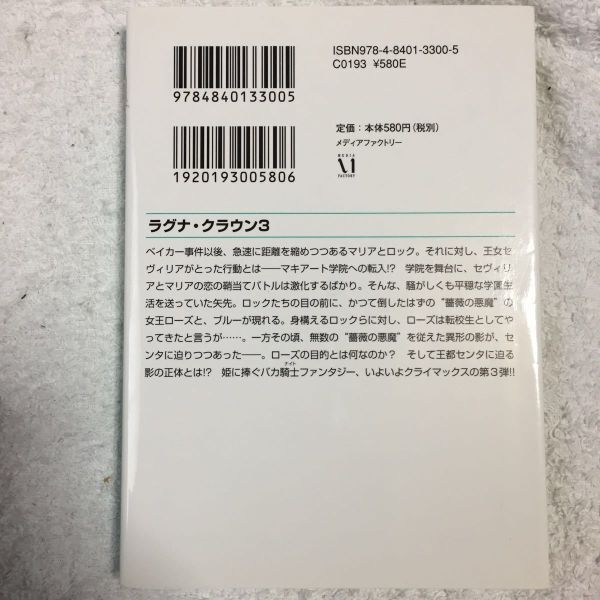 ISBN978-4-8401-3300-5
C0193 ¥580E
9784840133005
定価：本体580円（税別）
メディアファクトリー
MEDIA
FACTORY
1920193005806
ラグナ・クラウン3
ベイカー事件以後、急速に距離を縮めつつあるマリアとロック。それに対し、王女セ
ヴィリアがとった行動とは――マキアート学院への転入!?　学院を舞台に、セヴィリ
アとマリアの恋の鞘当てバトルは激化するばかり。そんな、騒がしくも平穏な学園生
活を送っていた矢先。ロックたちの目の前に、かつて倒したはずの“薔薇の悪魔”の
女王ローズと、ブルーが現れる。身構えるロックらに対し、ローズは転校生としてや
ってきたと言うが……。一方その頃、無数の“薔薇の悪魔”を従えた異形の影が、セ
ンタに迫りつつあった――。ローズの目的とは何なのか？　そして王都センタに迫る
影の正体とは!?　姫に捧ぐバカ騎士ナイトファンタジー、いよいよクライマックスの第３弾!!